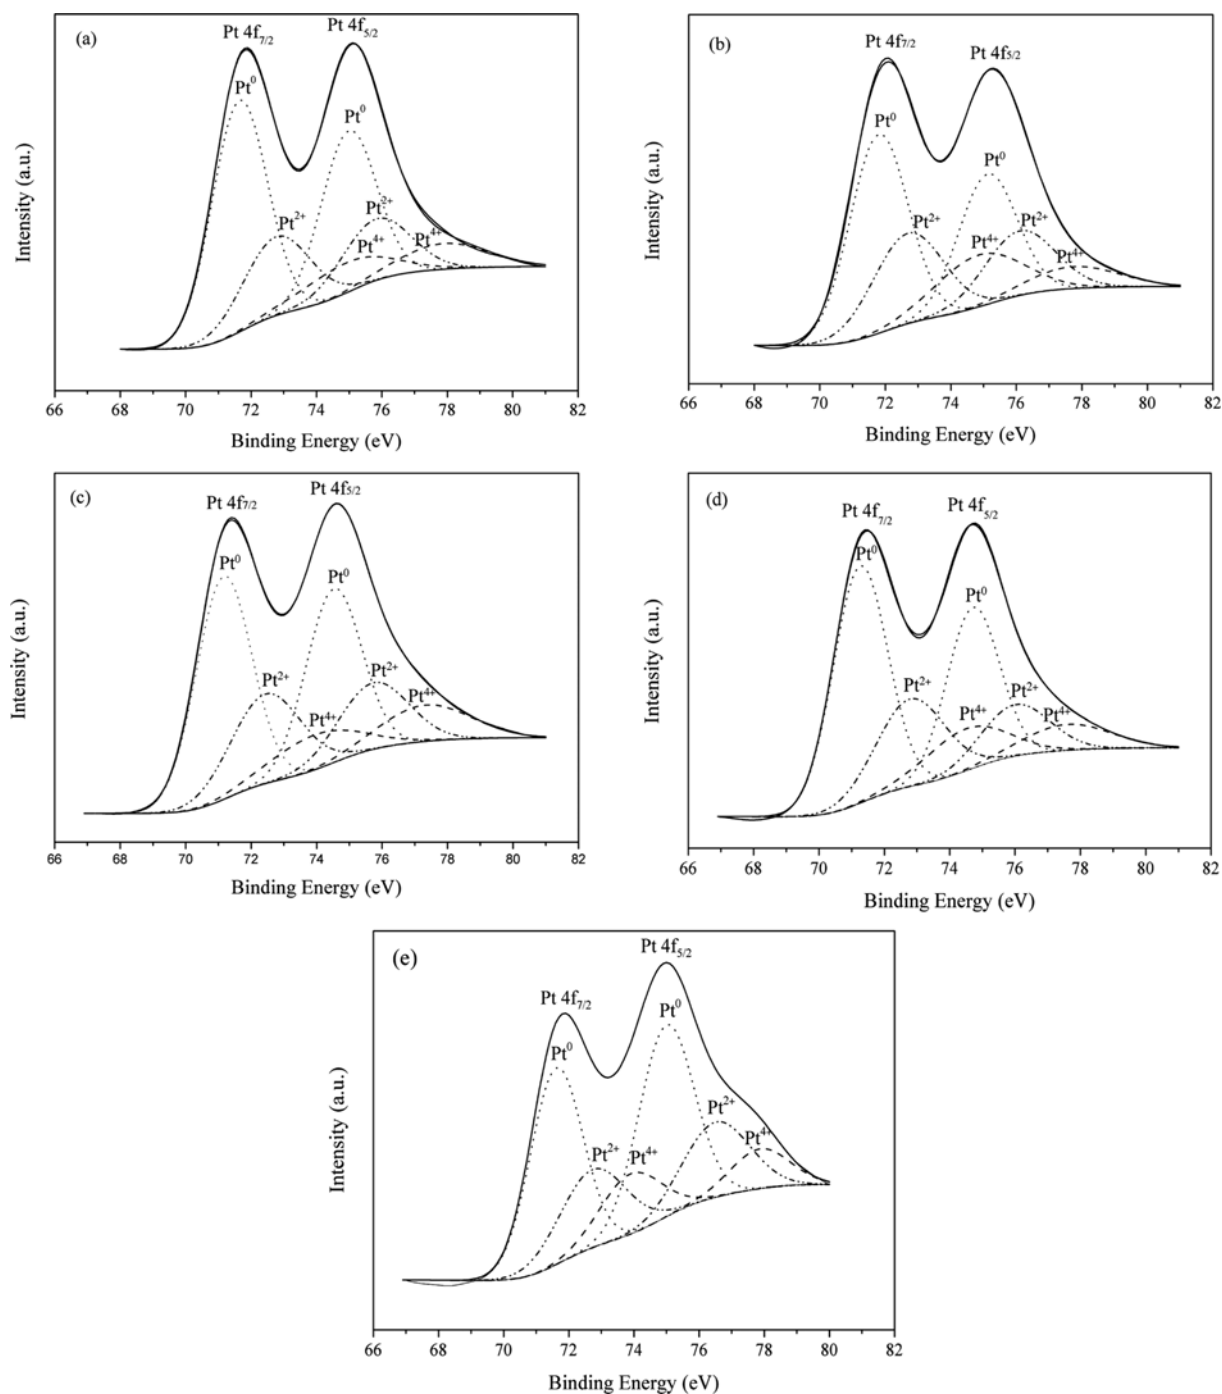 (a)
Pt 4f7/2
Pt 4f5/2
Pt0
Pt0
Pt2+
Pt2+
Pt4+
Pt4+
Intensity (a.u.)
66 68 70 72 74 76 78 80 82
Binding Energy (eV)
(b)
Pt 4f7/2
Pt 4f5/2
Pt0
Pt0
Pt2+
Pt2+
Pt4+
Pt4+
Intensity (a.u.)
66 68 70 72 74 76 78 80 82
Binding Energy (eV)
(c)
Pt 4f7/2
Pt 4f5/2
Pt0
Pt0
Pt2+
Pt2+
Pt4+
Pt4+
Intensity (a.u.)
66 68 70 72 74 76 78 80 82
Binding Energy (eV)
(d)
Pt 4f7/2
Pt 4f5/2
Pt0
Pt0
Pt2+
Pt2+
Pt4+
Pt4+
Intensity (a.u.)
66 68 70 72 74 76 78 80 82
Binding Energy (eV)
(e)
Pt 4f7/2
Pt 4f5/2
Pt0
Pt0
Pt2+
Pt2+
Pt4+
Pt4+
Intensity (a.u.)
66 68 70 72 74 76 78 80 82
Binding Energy (eV)